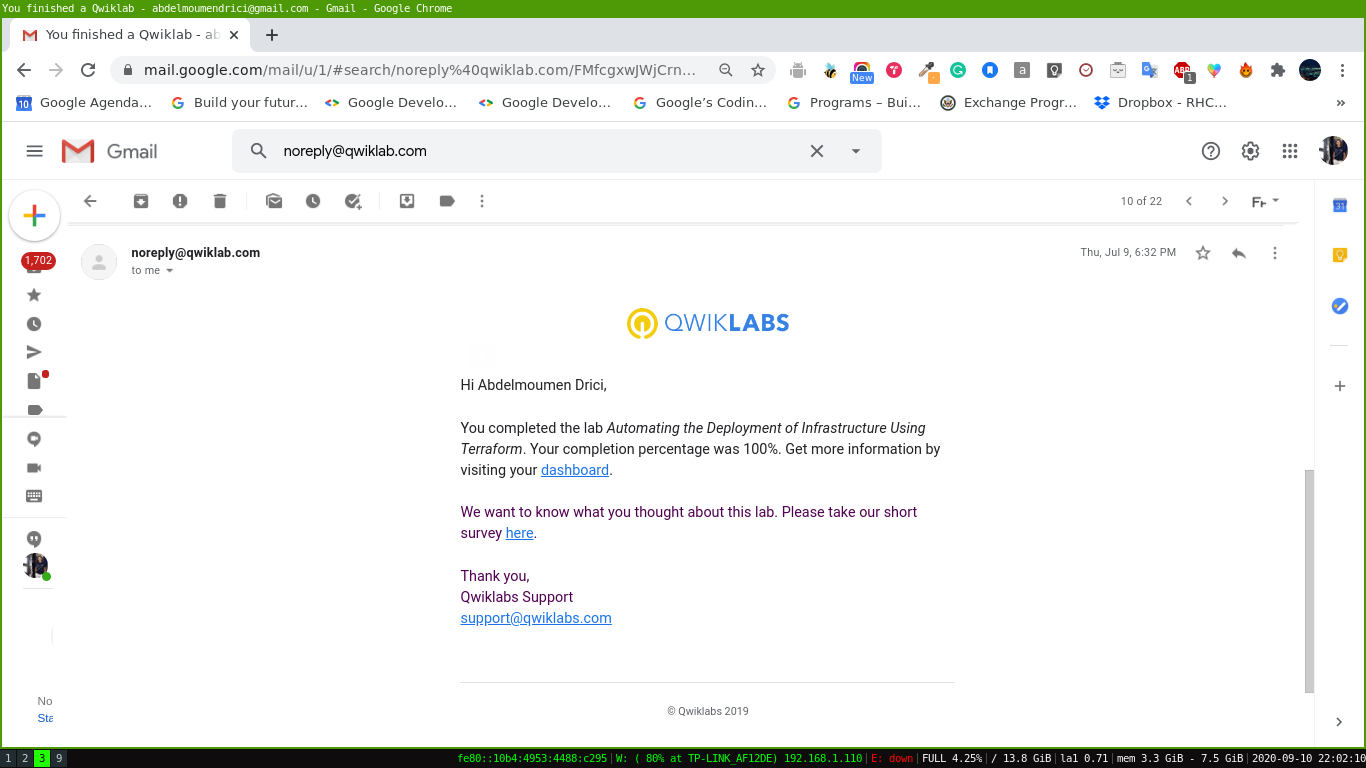 You finished a Qwiklab - abdelmoumendrici@gmail.com - Gmail - Google Chrome
You finished a Qwiklab - ab
mail.google.com/mail/u/1/#search/noreply%40qwiklab.com/FMfcgxwJWjCrn...
New
a
ABP
1
10 Google Agenda...
Build your futur...
Google Develo...
Google Develo...
Google's Codin...
Programs – Bui...
Exchange Progr...
Dropbox - RHC...
»
Gmail
noreply@qwiklab.com
10 of 22
31
1,702
noreply@qwiklab.com
Thu, Jul 9, 6:32 PM
to me
QWIKLABS
Hi Abdelmoumen Drici,
You completed the lab Automating the Deployment of Infrastructure Using
Terraform. Your completion percentage was 100%. Get more information by
visiting your dashboard.
We want to know what you thought about this lab. Please take our short
survey here.
Thank you,
Qwiklabs Support
support@qwiklabs.com
No
Sta
© Qwiklabs 2019
1 2 3 9
fe80::10b4:4953:4488:c295 | W: ( 80% at TP-LINK_AF12DE) 192.168.1.110 | E: down | FULL 4.25% | / 13.8 GiB | la1 0.71 | mem 3.3 GiB - 7.5 GiB | 2020-09-10 22:02:10